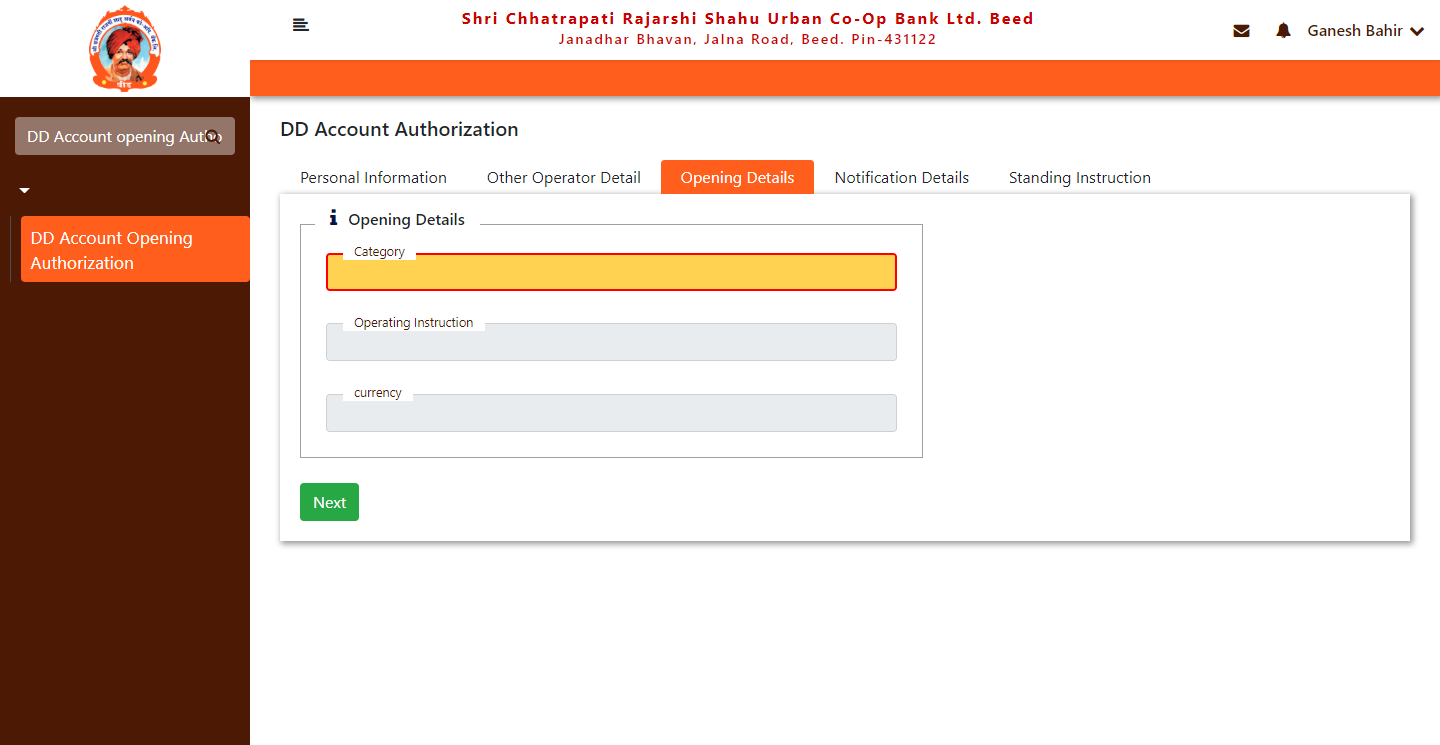 Shri Chhatrapati Rajarshi Shahu Urban Co-Op Bank Ltd. Beed
Janadhar Bhavan, Jalna Road, Beed. Pin-431122
Ganesh Bahir
DD Account opening Autho
DD Account Opening
Authorization
DD Account Authorization
Personal Information
Other Operator Detail
Opening Details
Notification Details
Standing Instruction
Opening Details
Category
Operating Instruction
currency
Next